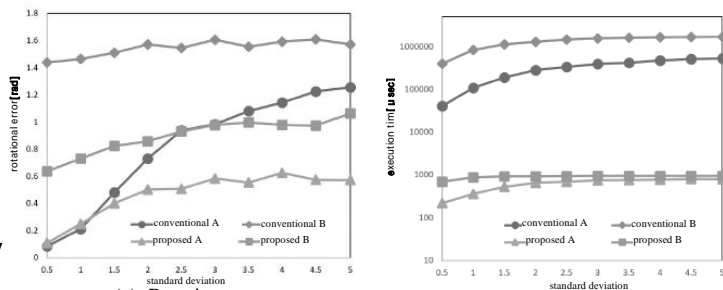 1.8
1.6
1.4
1.2
1
0.8
0.6
0.4
0.2
0
rotational error[rad]
conventional A
conventional B
proposed A
proposed B
0.5 1 1.5 2 2.5 3 3.5 4 4.5 5
standard deviation
1000000
100000
10000
1000
100
10
execution tim[μsec]
conventional A
conventional B
proposed A
proposed B
0.5 1 1.5 2 2.5 3 3.5 4 4.5 5
standard deviation